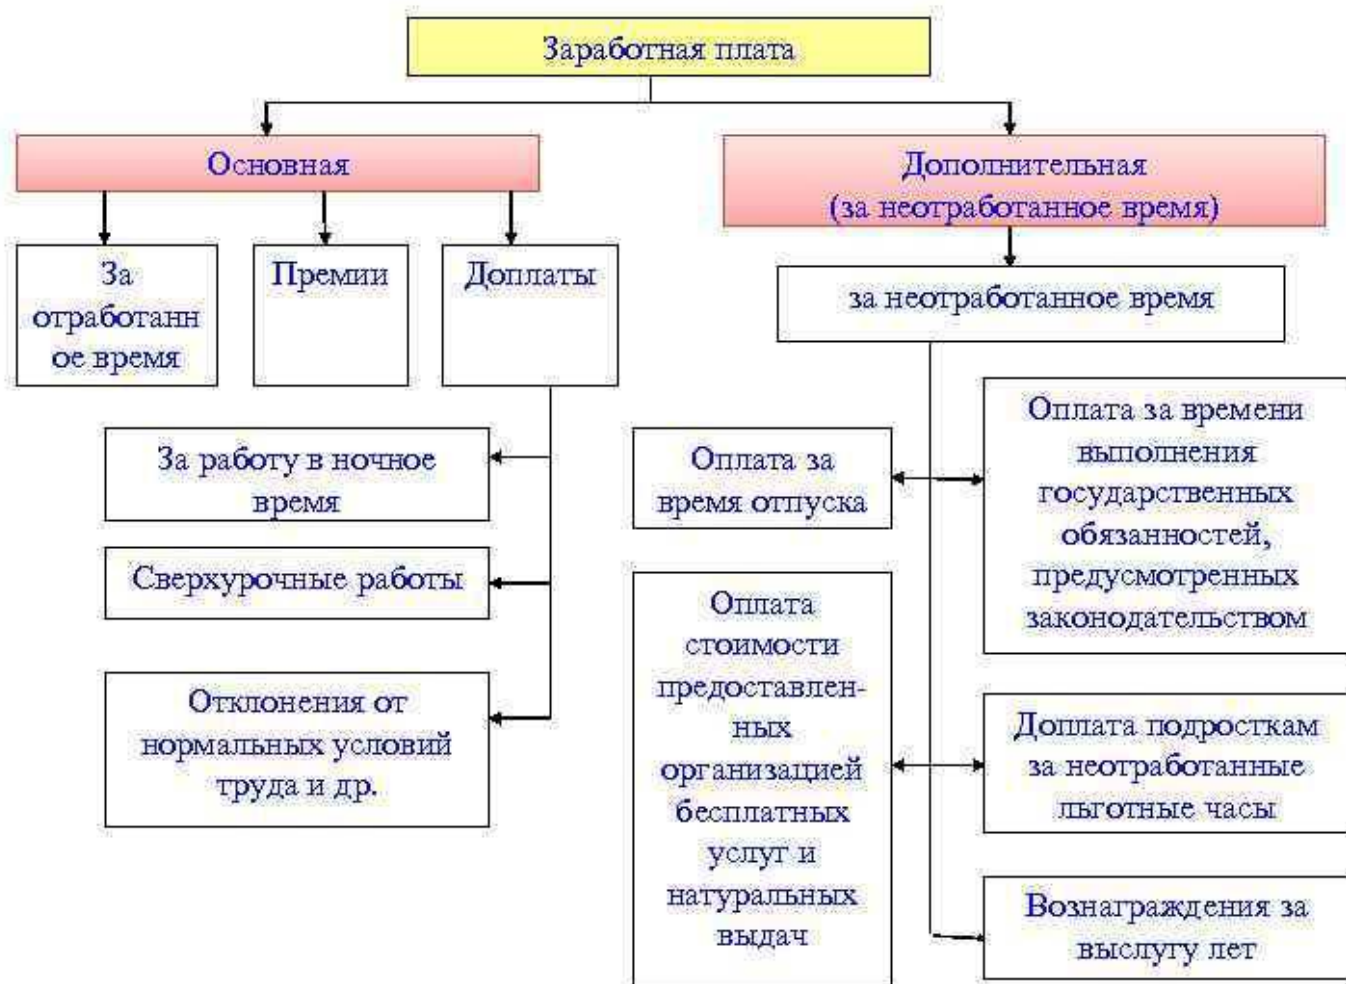 Заработная плата
Основная
Дополнительная
(за неотработанное время)
За
отработанн
ое время
Премии
Доплаты
за неотработанное время
За работу в ночное
время
Сверхурочные работы
Отклонения от
нормальных условий
труда и др.
Оплата за
время отпуска
Оплата за времени
выполнения
государственных
обязанностей,
предусмотренных
законодательством
Оплата
стоимости
предоставлен-
ных
организацией
бесплатных
услуг и
натуральных
выдач
Доплата подросткам
за неотработанные
льготные часы
Вознаграждения за
выслугу лет